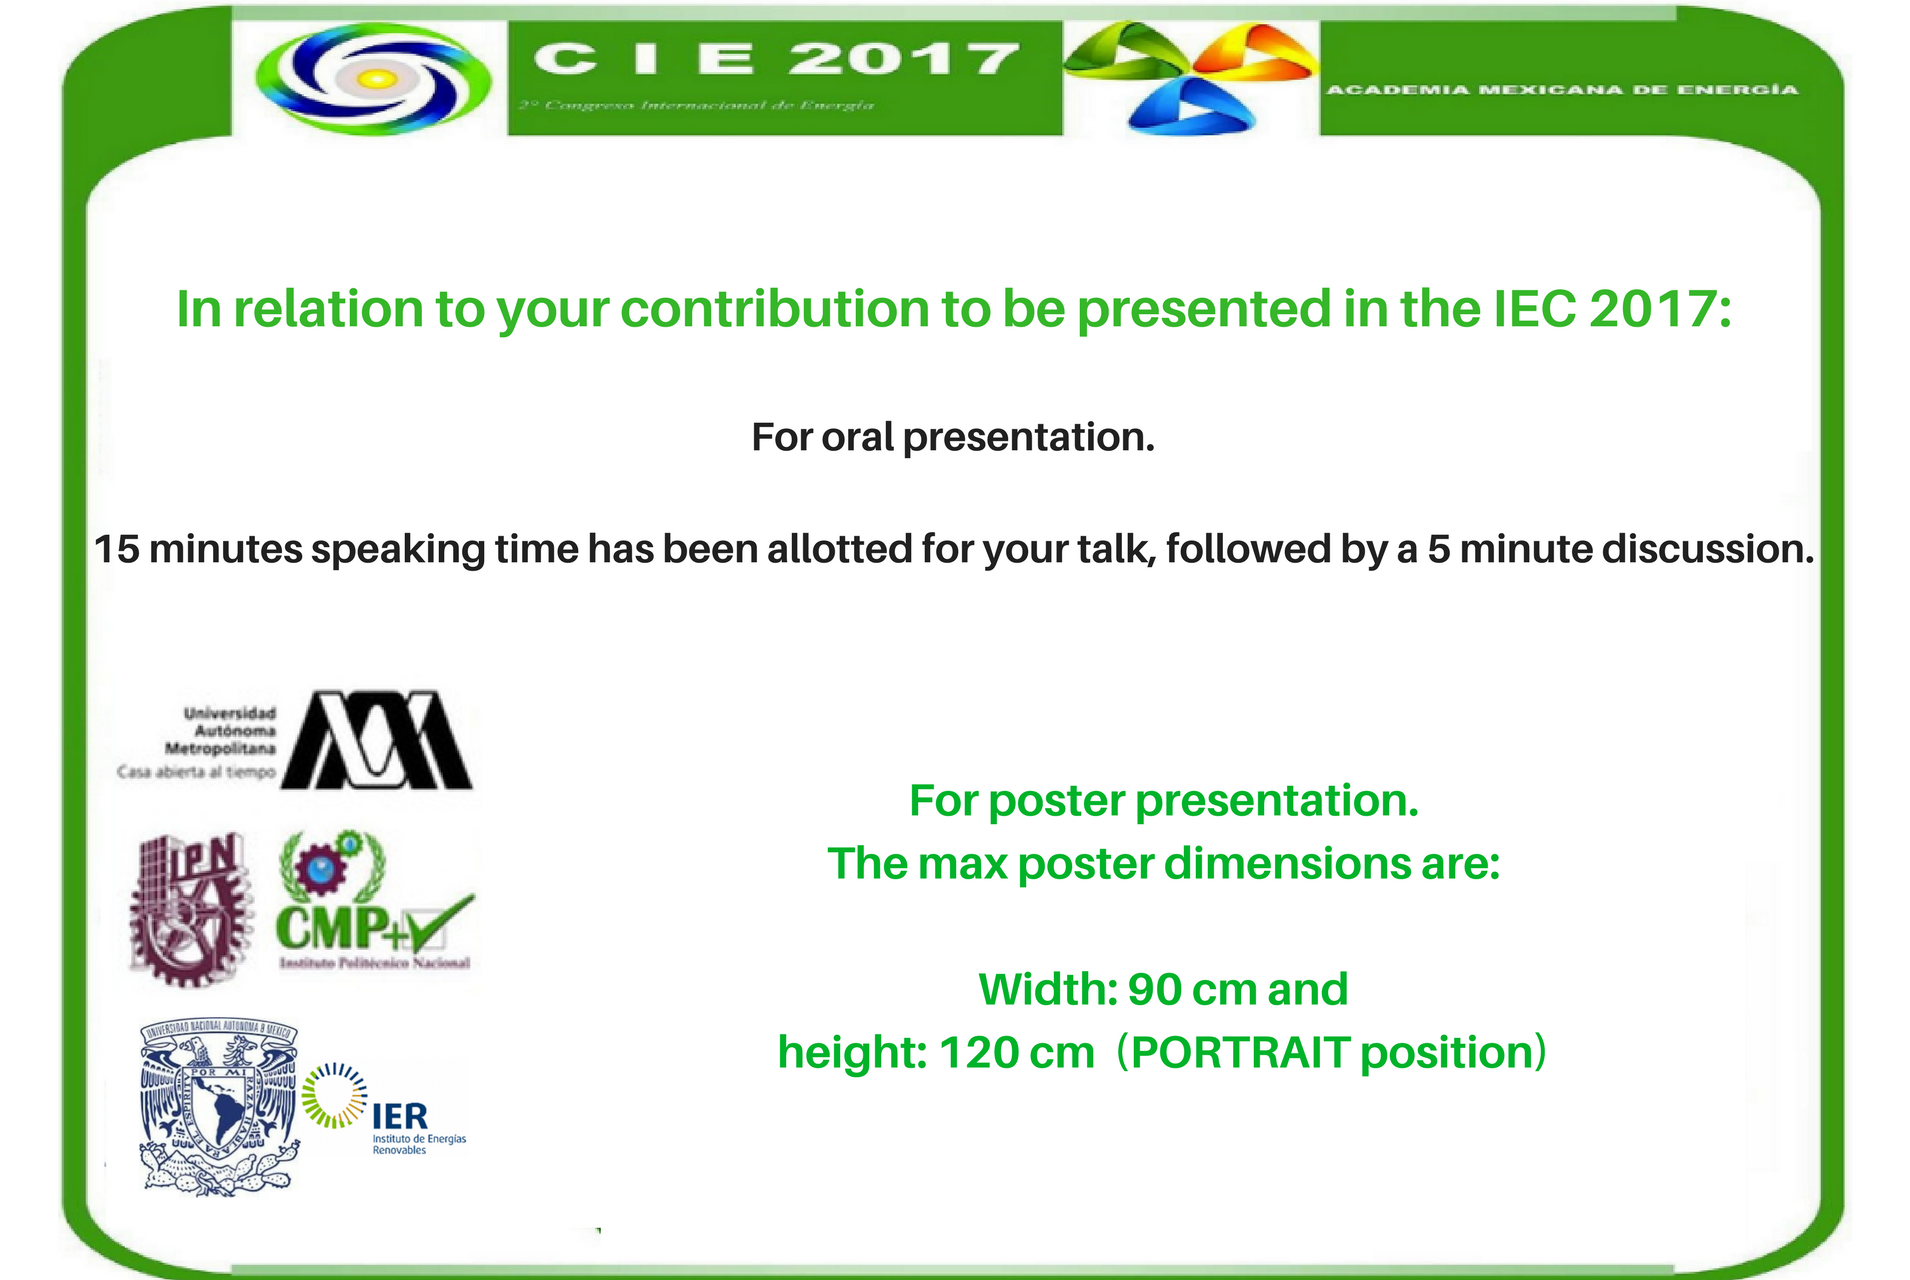 C I E 2017
2° Congreso Internacional de Energía
ACADEMIA MEXICANA DE ENERGÍA
In relation to your contribution to be presented in the IEC 2017:
For oral presentation.
15 minutes speaking time has been allotted for your talk, followed by a 5 minute discussion.
Universidad
Autónoma
Metropolitana
Casa abierta al tiempo
IPN
CMP+
Instituto Politécnico Nacional
UNIVERSIDAD NACIONAL AUTONOMA
MEXICO
POR MI RAZA HABLARA EL ESPIRITU
IER
Instituto de Energías
Renovables
For poster presentation.
The max poster dimensions are:
Width: 90 cm and
height: 120 cm (PORTRAIT position)